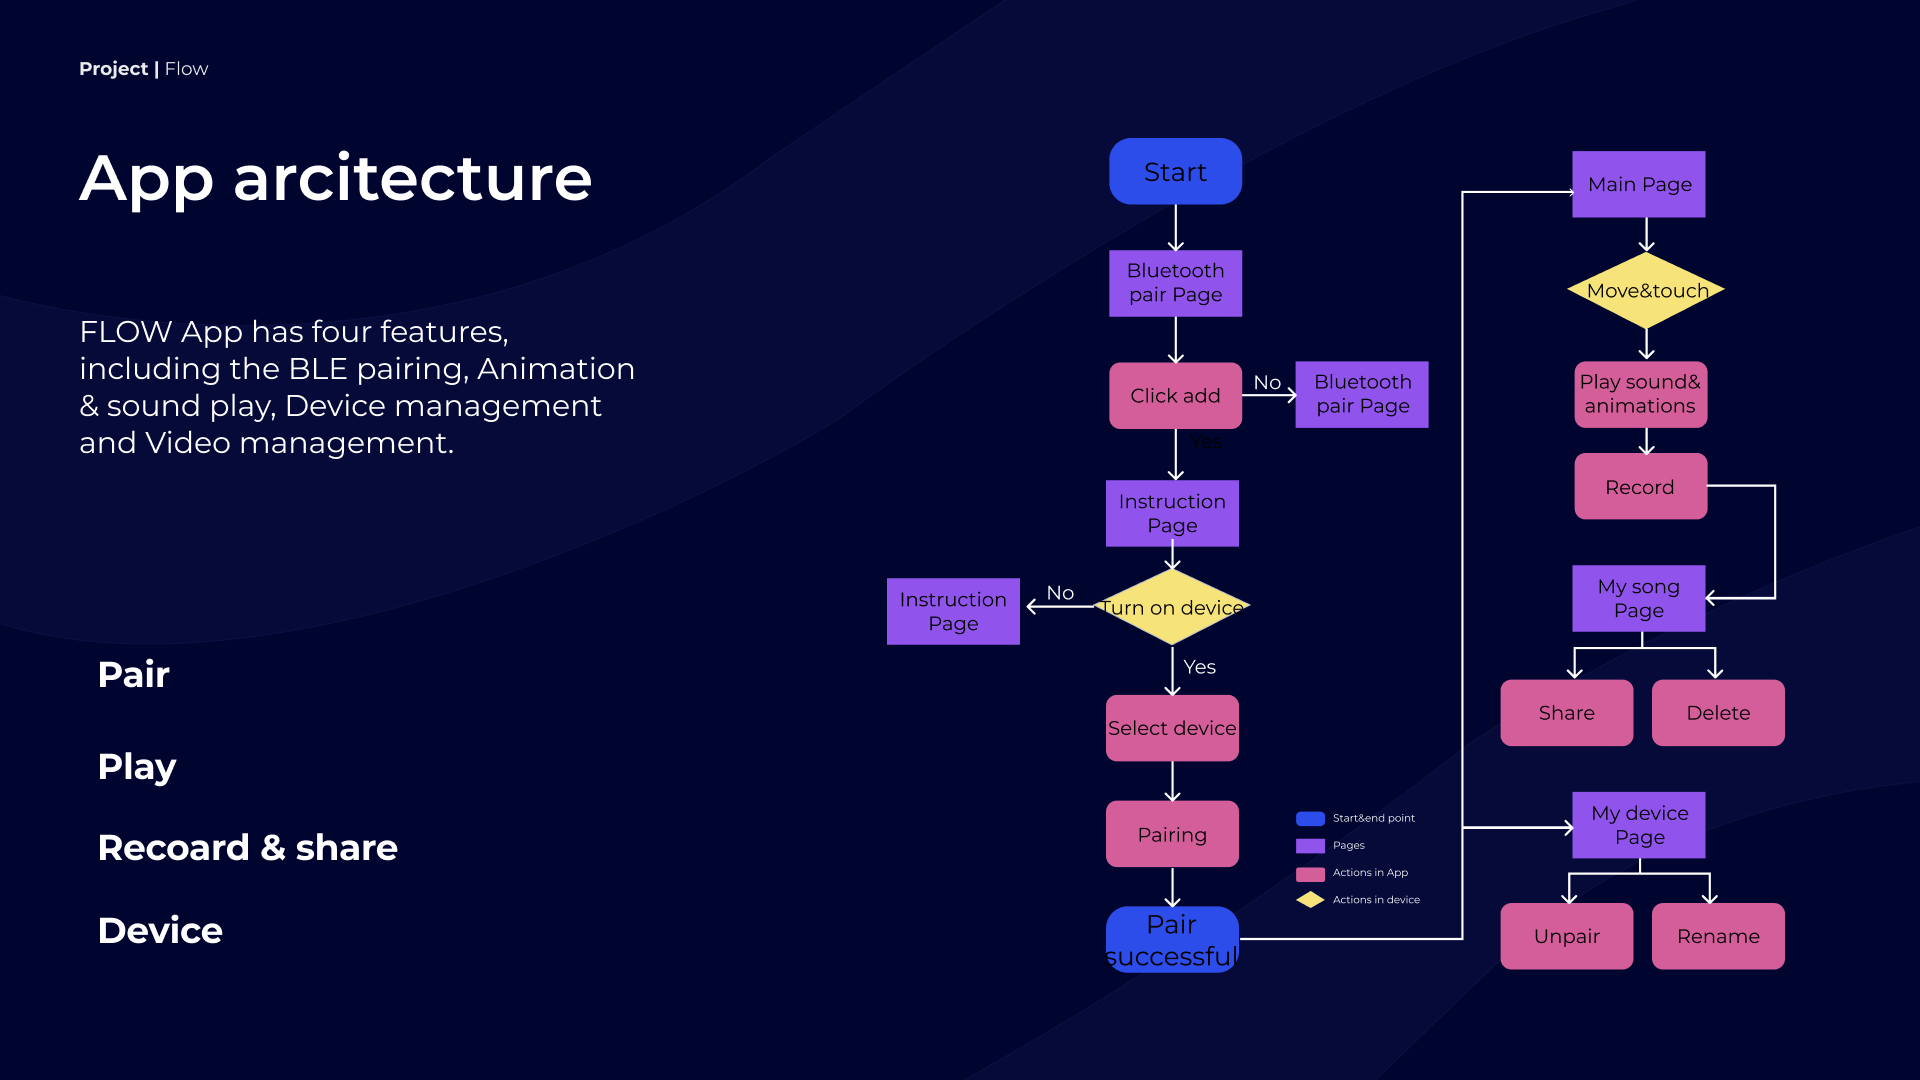 Project | Flow
App arcitecture
FLOW App has four features,
including the BLE pairing, Animation
& sound play, Device management
and Video management.
Pair
Play
Recoard & share
Device
Start
Bluetooth
pair Page
Click add
No
Bluetooth
pair Page
Yes
Instruction
Page
Turn on device
No
Instruction
Page
Yes
Select device
Pairing
Pair
successful
Start&end point
Pages
Actions in App
Actions in device
Main Page
Move&touch
Play sound&
animations
Record
My song
Page
Share
Delete
My device
Page
Unpair
Rename